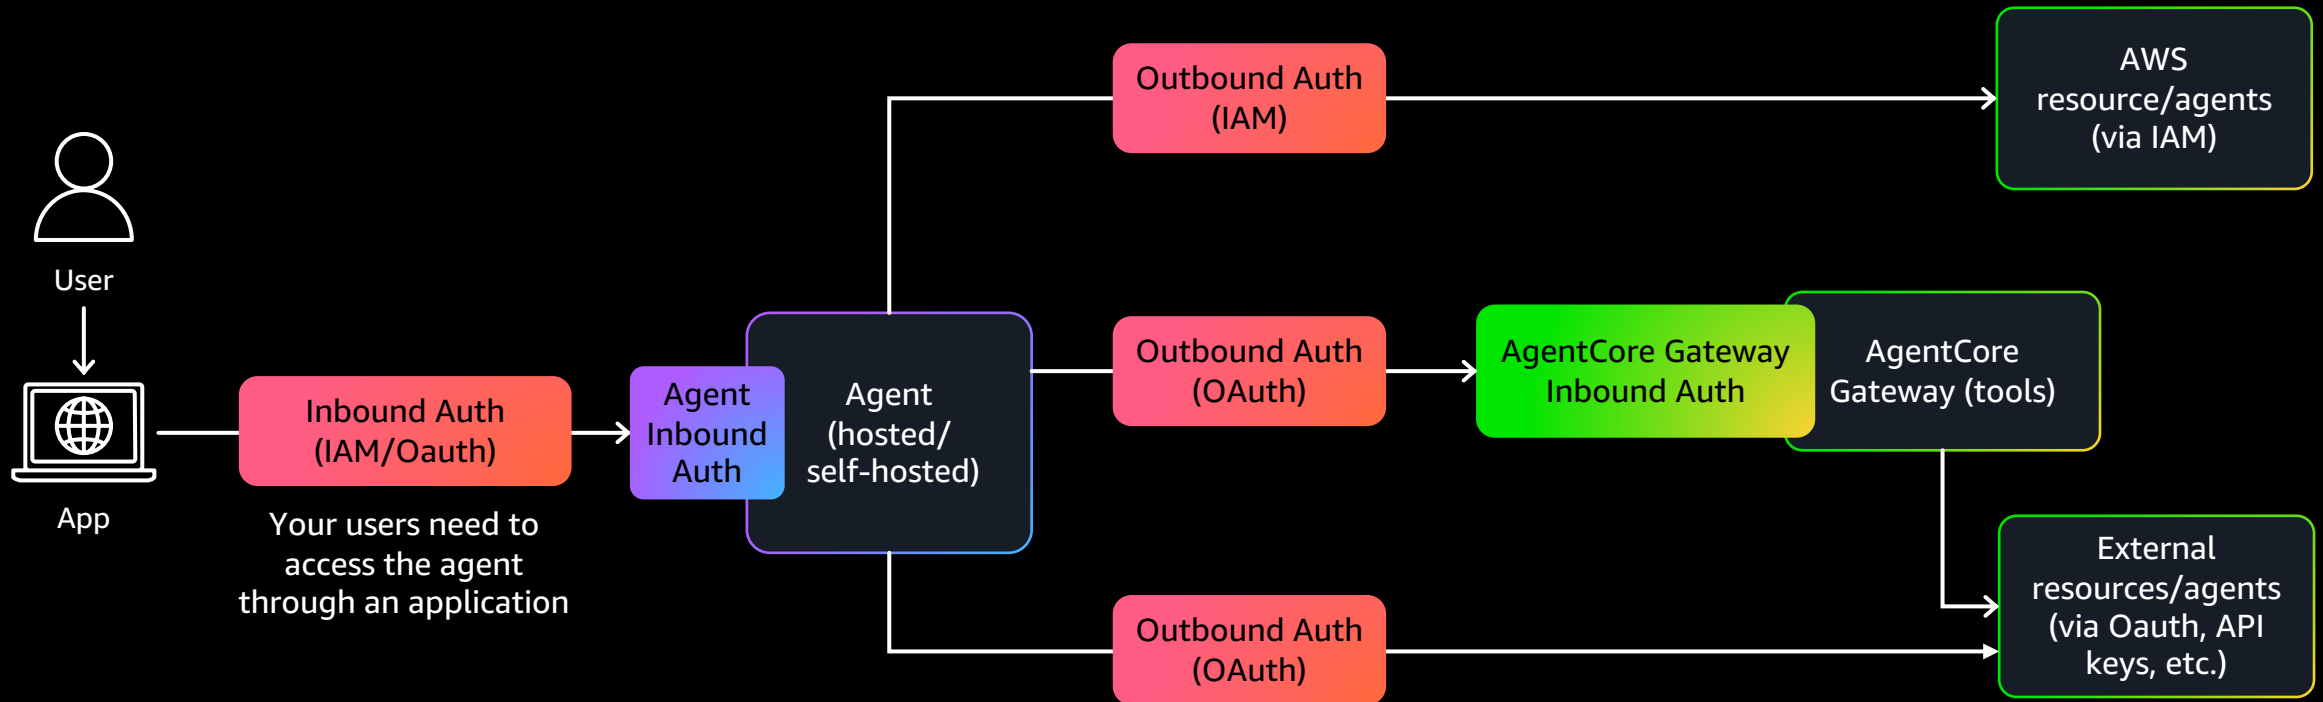 User
App
Inbound Auth
(IAM/Oauth)
Your users need to
access the agent
through an application
Agent
Inbound
Auth
Agent
(hosted/
self-hosted)
Outbound Auth
(IAM)
AWS
resource/agents
(via IAM)
Outbound Auth
(OAuth)
AgentCore Gateway
Inbound Auth
AgentCore
Gateway (tools)
Outbound Auth
(OAuth)
External
resources/agents
(via Oauth, API
keys, etc.)